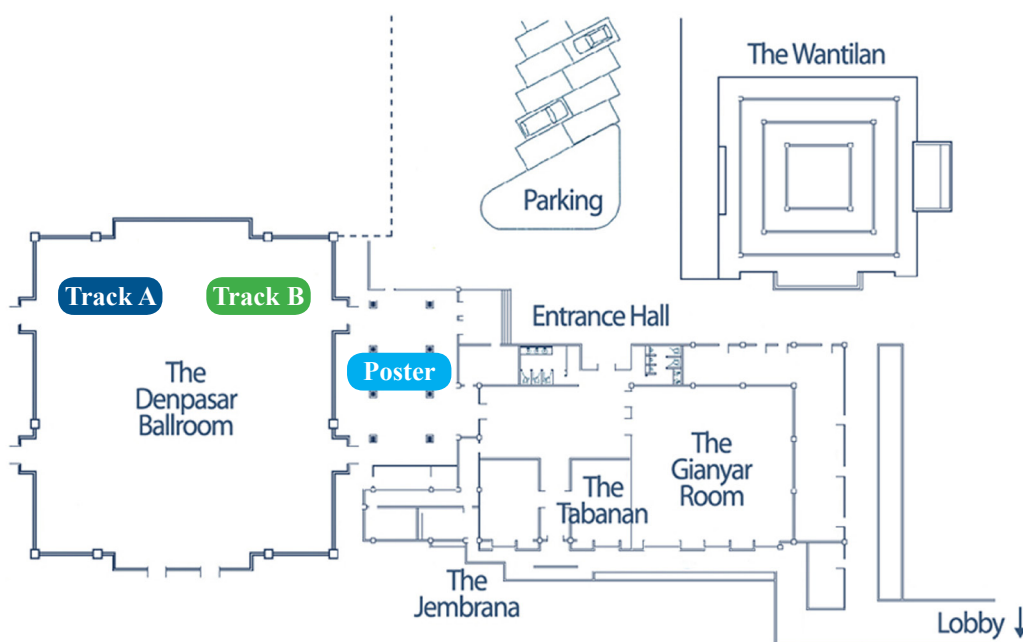 The Wantilan
Parking
Track A
Track B
Entrance Hall
Poster
The
Denpasar
Ballroom
The
Gianyar
Room
The
Tabanan
The
Jembrana
Lobby ↓